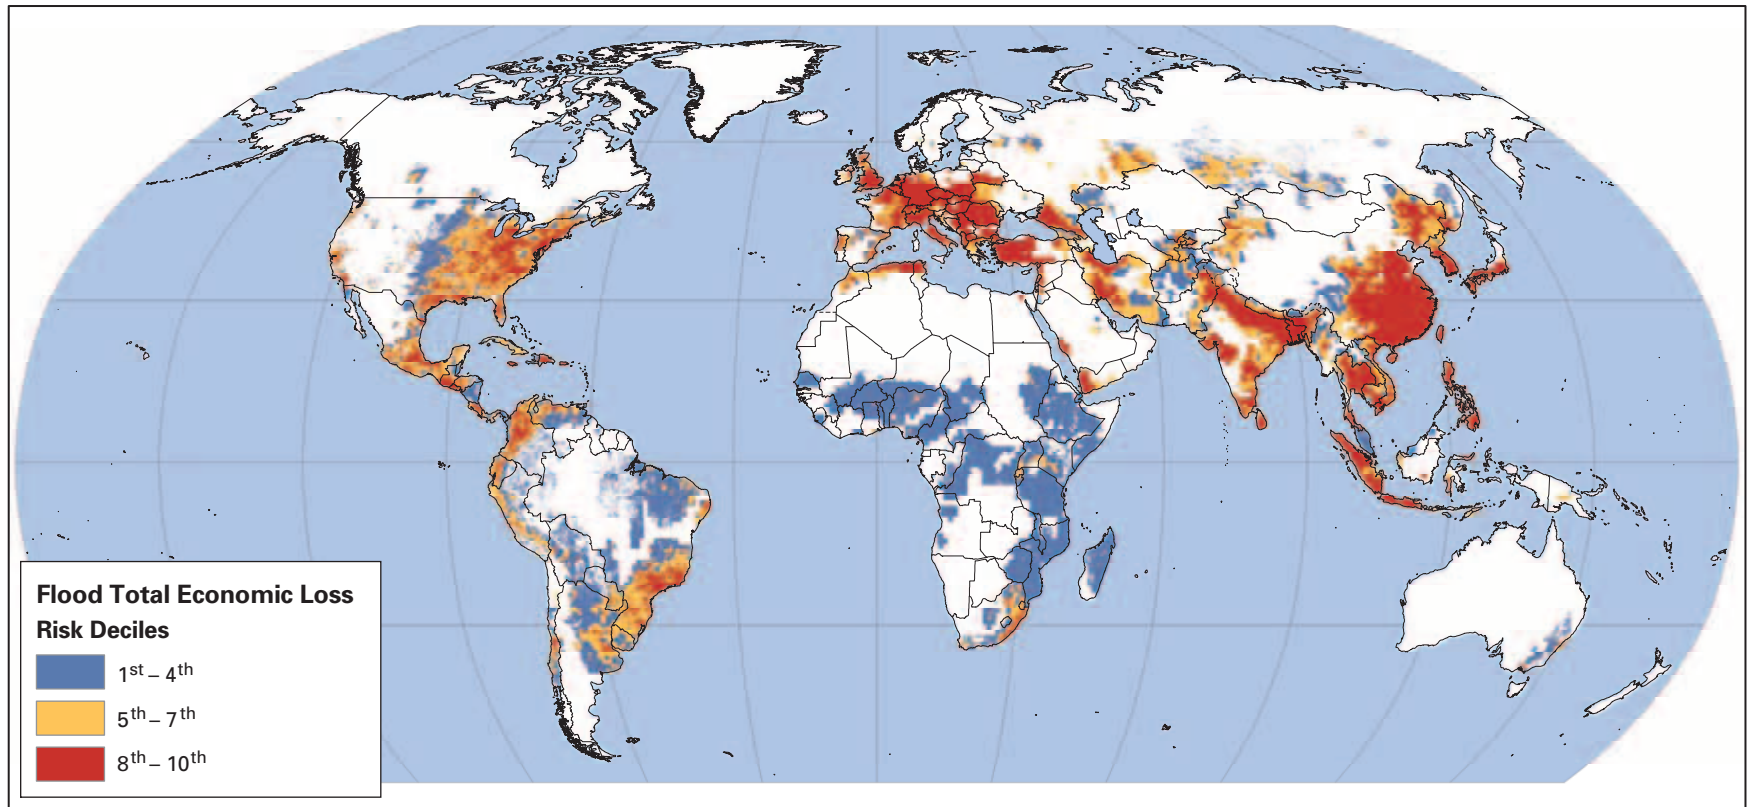 Flood Total Economic Loss
Risk Deciles
1st – 4th
5th – 7th
8th – 10th